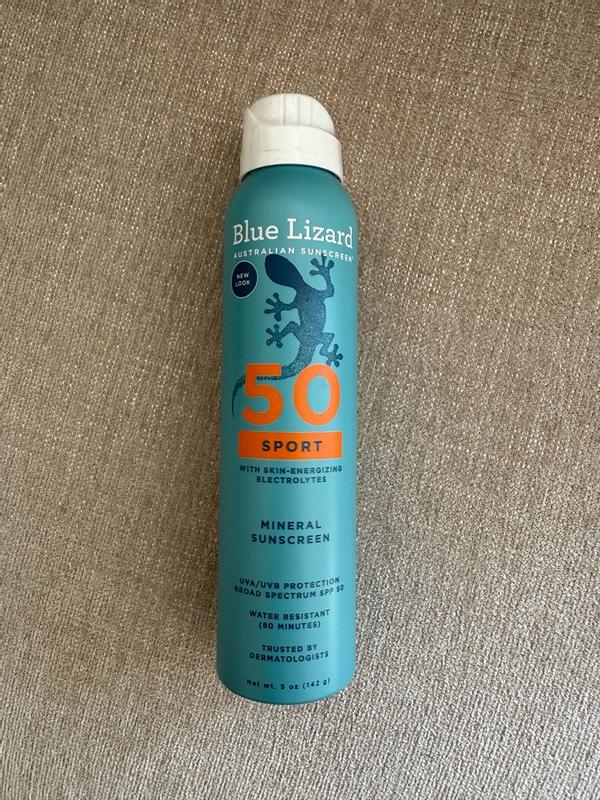 Blue Lizard
AUSTRALIAN SUNSCREEN®
NEW
LOOK
50
SPORT
WITH SKIN-ENERGIZING
ELECTROLYTES
MINERAL
SUNSCREEN
UVA/UVB PROTECTION
BROAD SPECTRUM SPF 50
WATER RESISTANT
(80 MINUTES)
TRUSTED BY
DERMATOLOGISTS
Net wt. 5 oz (142 g)